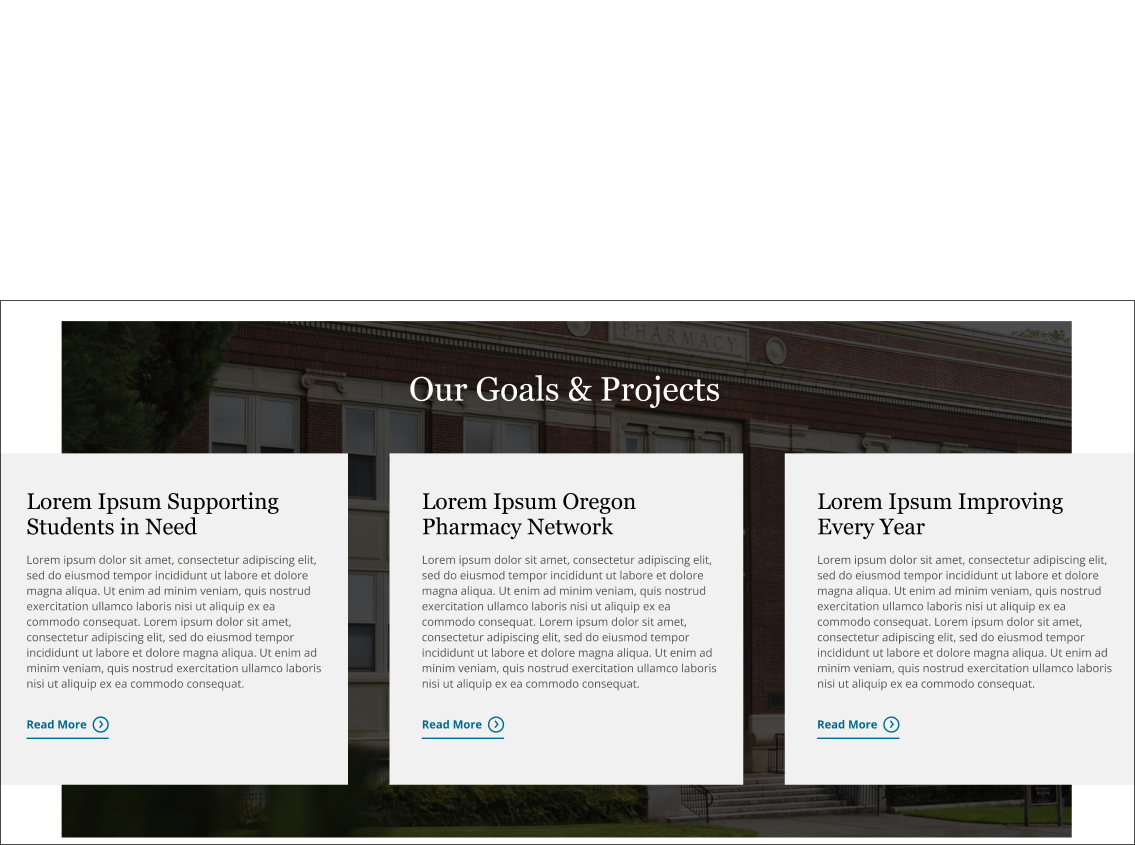 PHARMACY
Our Goals & Projects
Lorem Ipsum Supporting
Students in Need
Lorem ipsum dolor sit amet, consectetur adipiscing elit,
sed do eiusmod tempor incididunt ut labore et dolore
magna aliqua. Ut enim ad minim veniam, quis nostrud
exercitation ullamco laboris nisi ut aliquip ex ea
commodo consequat. Lorem ipsum dolor sit amet,
consectetur adipiscing elit, sed do eiusmod tempor
incididunt ut labore et dolore magna aliqua. Ut enim ad
minim veniam, quis nostrud exercitation ullamco laboris
nisi ut aliquip ex ea commodo consequat.
Read More
Lorem Ipsum Oregon
Pharmacy Network
Lorem ipsum dolor sit amet, consectetur adipiscing elit,
sed do eiusmod tempor incididunt ut labore et dolore
magna aliqua. Ut enim ad minim veniam, quis nostrud
exercitation ullamco laboris nisi ut aliquip ex ea
commodo consequat. Lorem ipsum dolor sit amet,
consectetur adipiscing elit, sed do eiusmod tempor
incididunt ut labore et dolore magna aliqua. Ut enim ad
minim veniam, quis nostrud exercitation ullamco laboris
nisi ut aliquip ex ea commodo consequat.
Read More
Lorem Ipsum Improving
Every Year
Lorem ipsum dolor sit amet, consectetur adipiscing elit,
sed do eiusmod tempor incididunt ut labore et dolore
magna aliqua. Ut enim ad minim veniam, quis nostrud
exercitation ullamco laboris nisi ut aliquip ex ea
commodo consequat. Lorem ipsum dolor sit amet,
consectetur adipiscing elit, sed do eiusmod tempor
incididunt ut labore et dolore magna aliqua. Ut enim ad
minim veniam, quis nostrud exercitation ullamco laboris
nisi ut aliquip ex ea commodo consequat.
Read More